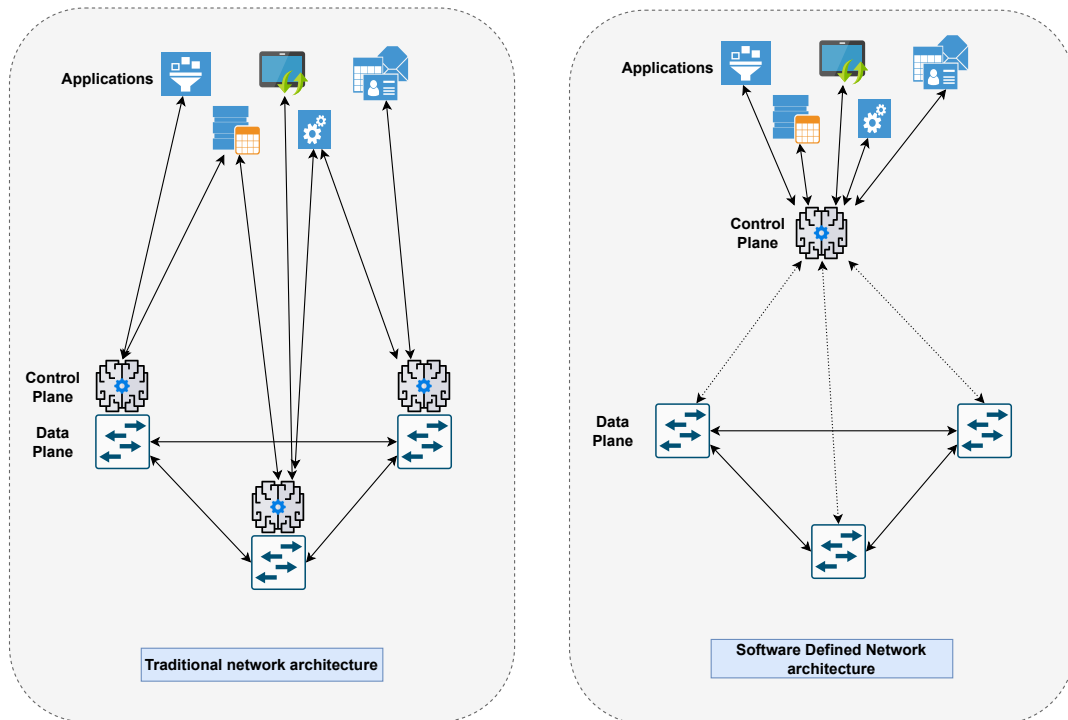 Applications
Control
Plane
Data
Plane
Traditional network architecture
Applications
Control
Plane
Data
Plane
Software Defined Network
architecture